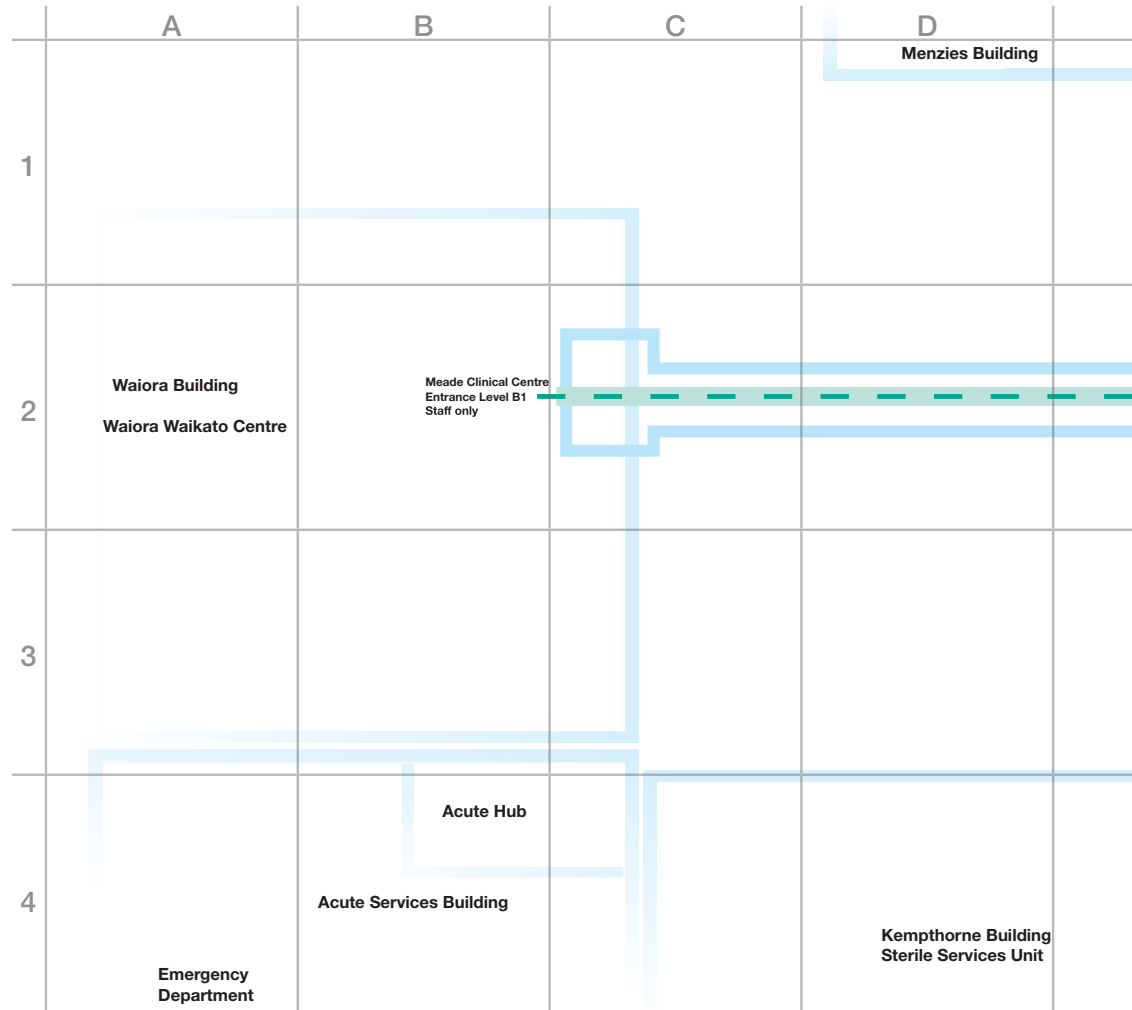 A B C D
Menzies Building
1
Waiora Building
Meade Clinical Centre
Entrance Level B1
Staff only
2
Waiora Waikato Centre
3
Acute Hub
Acute Services Building
4
Kempthorne Building
Sterile Services Unit
Emergency
Department